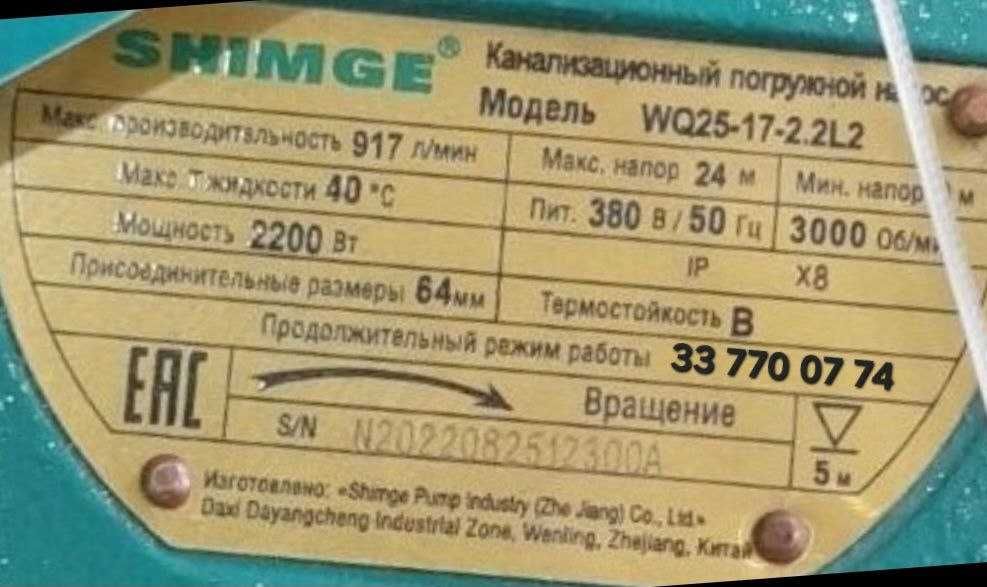 SHIMGE®
Канализационный погружной насос
Модель WQ25-17-2.2L2
Макс. производительность 917 л/мин
Макс. напор 24 м
Мин. напор м
Макс Т жидкости 40 °С
Пит. 380 В / 50 Гц
3000 Об/мин
Мощность 2200 Вт
IP X8
Присоединительные размеры 64мм
Термостойкость B
Продолжительный режим работы 33 770 07 74
EAC
Вращение
S/N N2022082512300A
5 м
Изготовлено: «Shimge Pump Industry (Zhe Jiang) Co., Ltd.»
Daxi Dayangcheng Industrial Zone, Wenling, Zhejiang, Китай